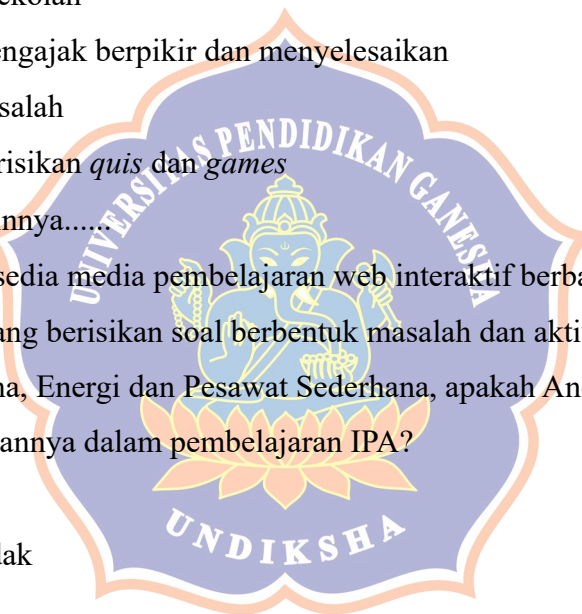 ekolah
engajak berpikir dan menyelesaikan
salah
risikan quis dan games
innya......
sedia media pembelajaran web interaktif berba
ang berisikan soal berbentuk masalah dan akti
na, Energi dan Pesawat Sederhana, apakah An
annya dalam pembelajaran IPA?
dak
UNIVERSITAS PENDIDIKAN GANESHA
UNDIKSHA